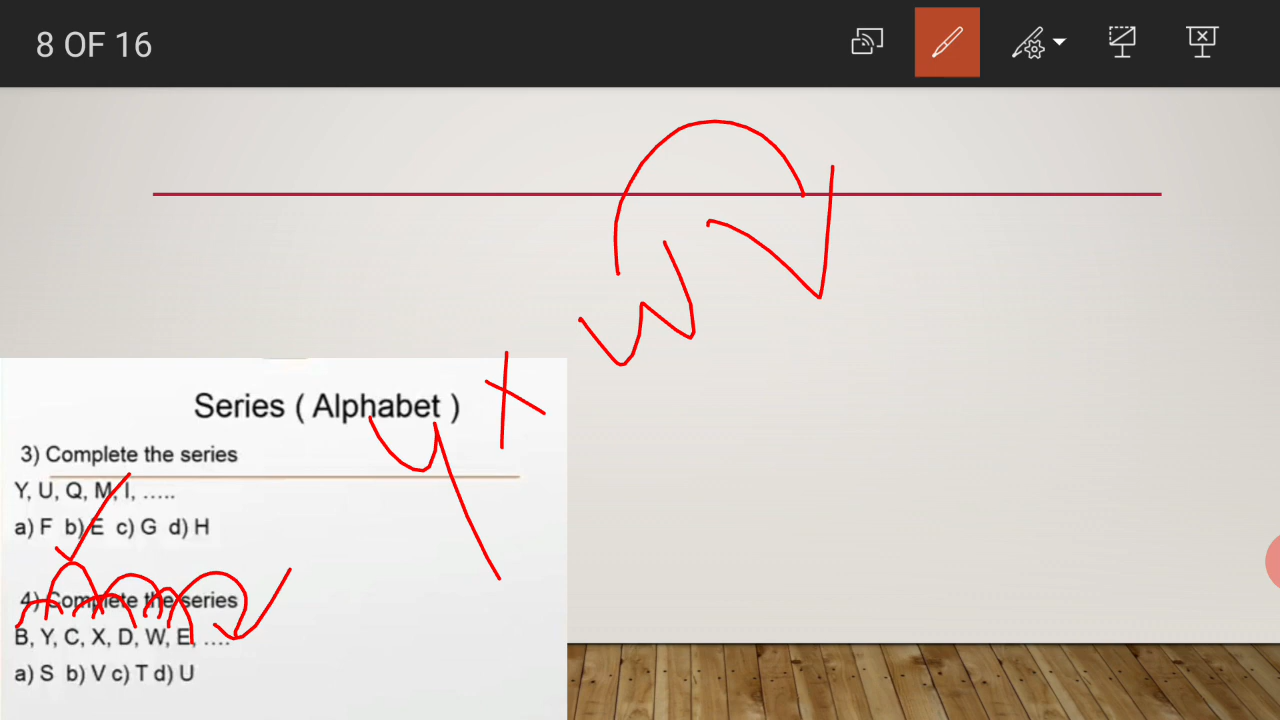 8 OF 16
W V
Y X
Series ( Alphabet )
3) Complete the series
Y, U, Q, M, I, …..
a) F b) E c) G d) H
4) Complete the series
B, Y, C, X, D, W, E, ….
a) S b) V c) T d) U